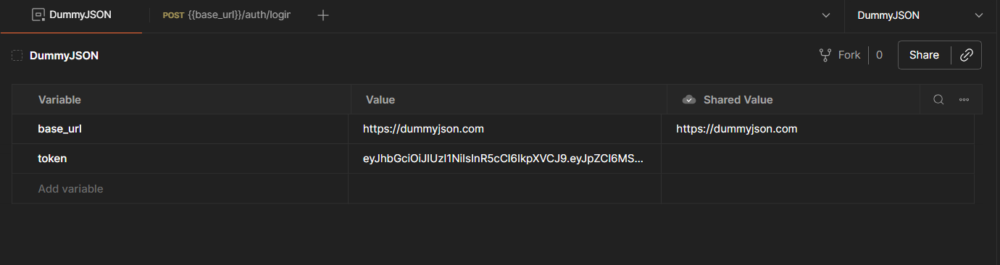 DummyJSON POST {{base_url}}/auth/login DummyJSON
DummyJSON Fork 0 Share
Variable Value Shared Value
base_url https://dummyjson.com https://dummyjson.com
token eyJhbGciOiJIUzI1NiIsInR5cCI6IkpXVCJ9.eyJpZCI6MS...
Add variable